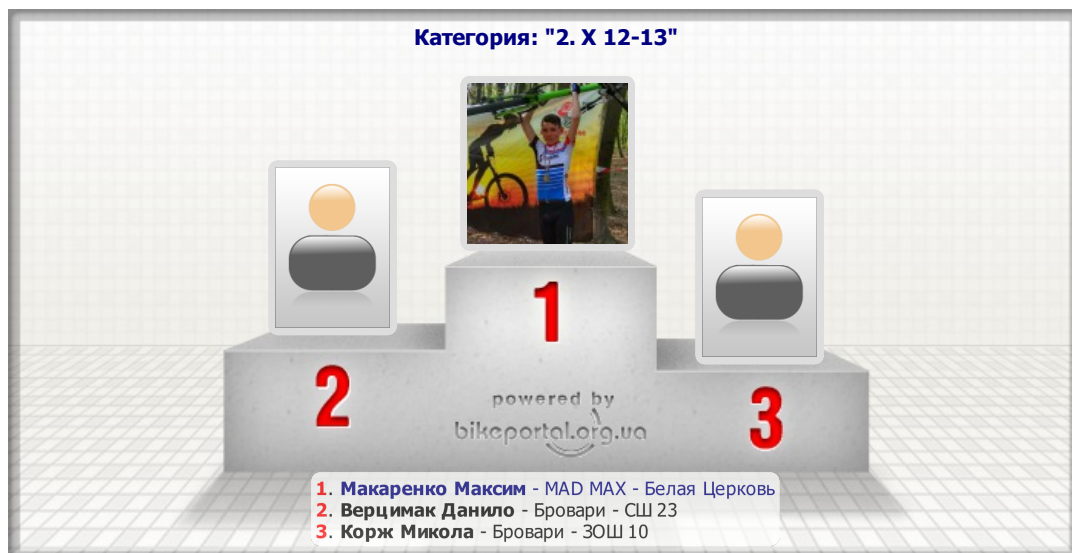 Категория: "2. Х 12-13"
1
2
3
powered by
bikeportal.org.ua
1. Макаренко Максим - MAD MAX - Белая Церковь
2. Верцимак Данило - Бровари - СШ 23
3. Корж Микола - Бровари - ЗОШ 10